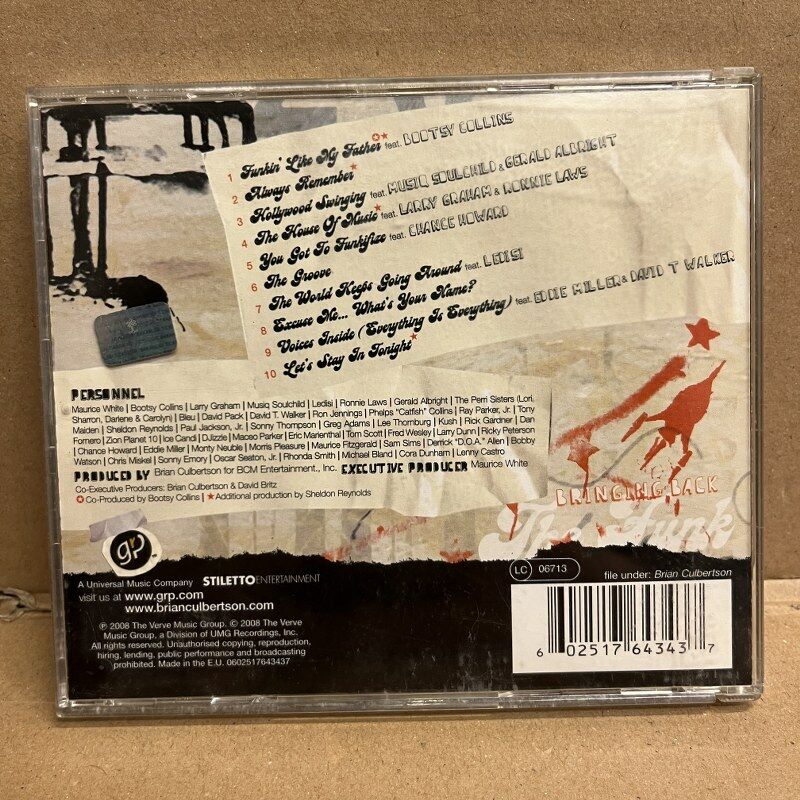 1 Funkin' Like My Father feat. BOOTSY COLLINS
2 Always Remember
3 Hollywood Swinging feat. MUSIQ SOULCHILD & GERALD ALBRIGHT
4 The House Of Music feat. LARRY GRAHAM & RONNIE LAWS
5 You Got To Funkifize feat. CHANCE HOWARD
6 The Groove
7 The World Keeps Going Around feat. LEDISI
8 Excuse Me... What's Your Name?
9 Voices Inside (Everything Is Everything) feat. EDDIE MILLER & DAVID T WALKER
10 Let's Stay In Tonight
PERSONNEL
Maurice White | Bootsy Collins | Larry Graham | Musiq Soulchild | Ledisi | Ronnie Laws | Gerald Albright | The Perri Sisters (Lori,
Sharron, Darlene & Carolyn) | Bleu | David Pack | David T. Walker | Ron Jennings | Phelps "Catfish" Collins | Ray Parker, Jr. | Tony
Maiden | Sheldon Reynolds | Paul Jackson, Jr. | Sonny Thompson | Greg Adams | Lee Thornburg | Kush | Rick Gardner | Dan
Fornero | Zion Planet 10 | Ice Candi | DJizzle | Maceo Parker | Eric Marienthal | Tom Scott | Fred Wesley | Larry Dunn | Ricky Peterson
| Chance Howard | Eddie Miller | Monty Neuble | Morris Pleasure | Maurice Fitzgerald | Sam Sims | Derrick "D.O.A." Allen | Bobby
Watson | Chris Miskel | Sonny Emory | Oscar Seaton, Jr. | Rhonda Smith | Michael Bland | Cora Dunham | Lenny Castro
PRODUCED BY Brian Culbertson for BCM Entertainment., Inc. EXECUTIVE PRODUCER Maurice White
Co-Executive Producers: Brian Culbertson & David Britz
Co-Produced by Bootsy Collins | ★Additional production by Sheldon Reynolds
BRINGING BACK
The Funk
grp
A Universal Music Company STILETTO ENTERTAINMENT
visit us at www.grp.com
www.brianculbertson.com
℗ 2008 The Verve Music Group. © 2008 The Verve
Music Group, a Division of UMG Recordings, Inc.
All rights reserved. Unauthorised copying, reproduction,
hiring, lending, public performance and broadcasting
prohibited. Made in the E.U. 0602517643437
LC 06713
file under: Brian Culbertson
6 02517 64343 7